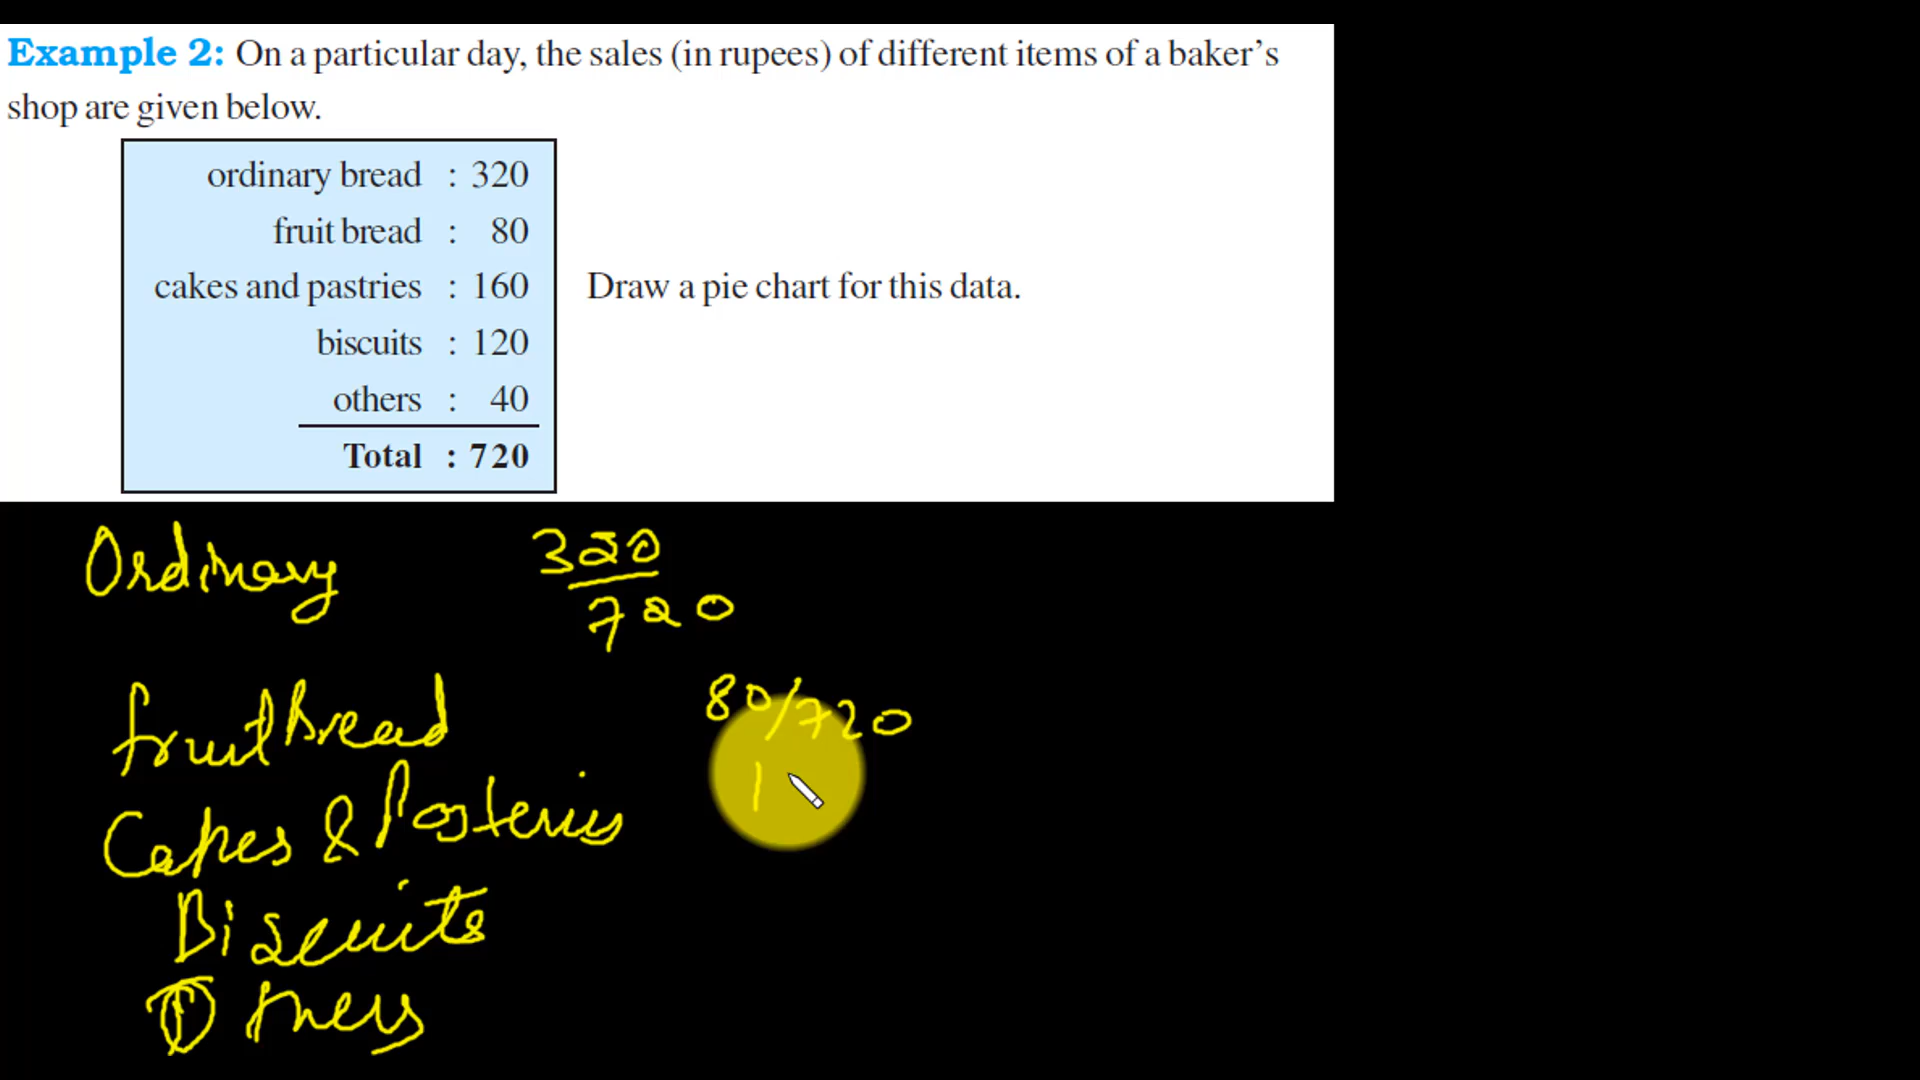 Example 2: On a particular day, the sales (in rupees) of different items of a baker's
shop are given below.
ordinary bread : 320
fruit bread : 80
cakes and pastries : 160
Draw a pie chart for this data.
biscuits : 120
others : 40
Total : 720
Ordinary 320
720
fruit Bread 80/720
Cakes & Pasteries 1
Biscuits
Others